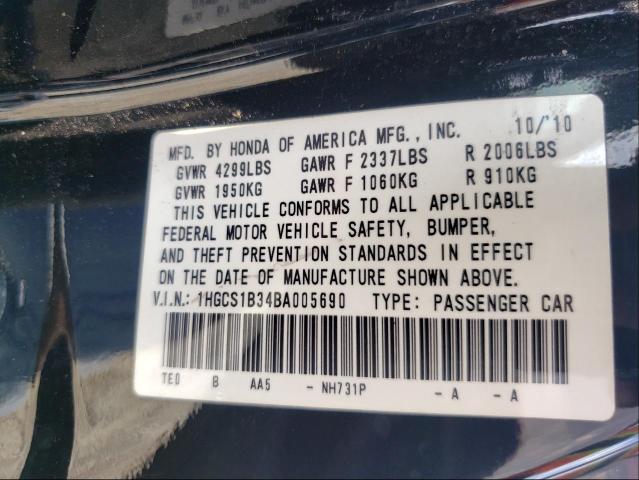 MFD. BY HONDA OF AMERICA MFG., INC. 10/'10
GVWR 4299LBS GAWR F 2337LBS R 2006LBS
GVWR 1950KG GAWR F 1060KG R 910KG
THIS VEHICLE CONFORMS TO ALL APPLICABLE
FEDERAL MOTOR VEHICLE SAFETY, BUMPER,
AND THEFT PREVENTION STANDARDS IN EFFECT
ON THE DATE OF MANUFACTURE SHOWN ABOVE.
V.I.N.: 1HGCS1B34BA005690 TYPE: PASSENGER CAR
TE0 B AA5 - NH731P - A - A